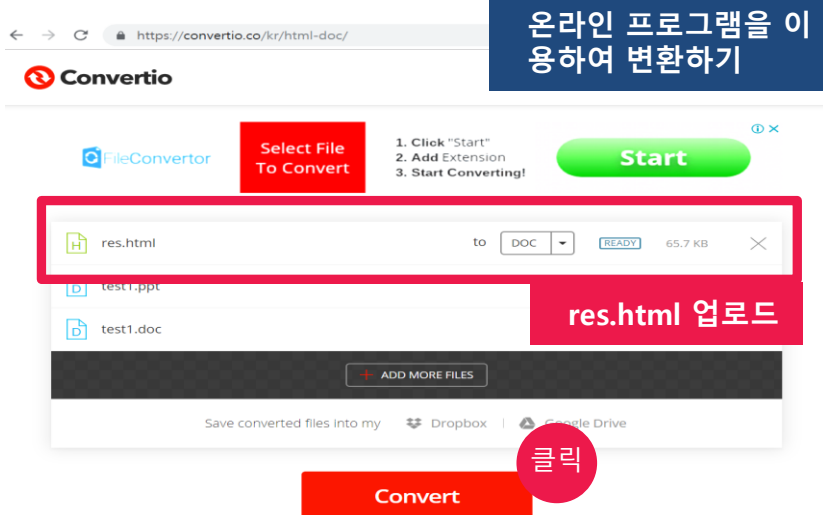 온라인 프로그램을 이
용하여 변환하기
https://convertio.co/kr/html-doc/
Convertio
FileConvertor
Select File
To Convert
1. Click "Start"
2. Add Extension
3. Start Converting!
Start
H res.html to DOC READY 65.7 KB
D test1.ppt
res.html 업로드
D test1.doc
ADD MORE FILES
Save converted files into my Dropbox | Google Drive
클릭
Convert